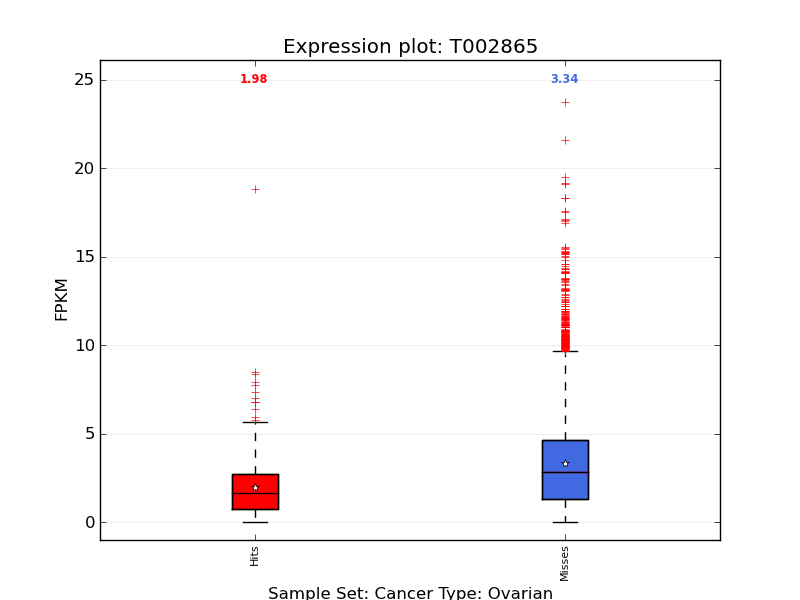 Expression plot: T002865
1.98 3.34
25
20
15
10
5
0
FPKM
Hits Misses
Sample Set: Cancer Type: Ovarian